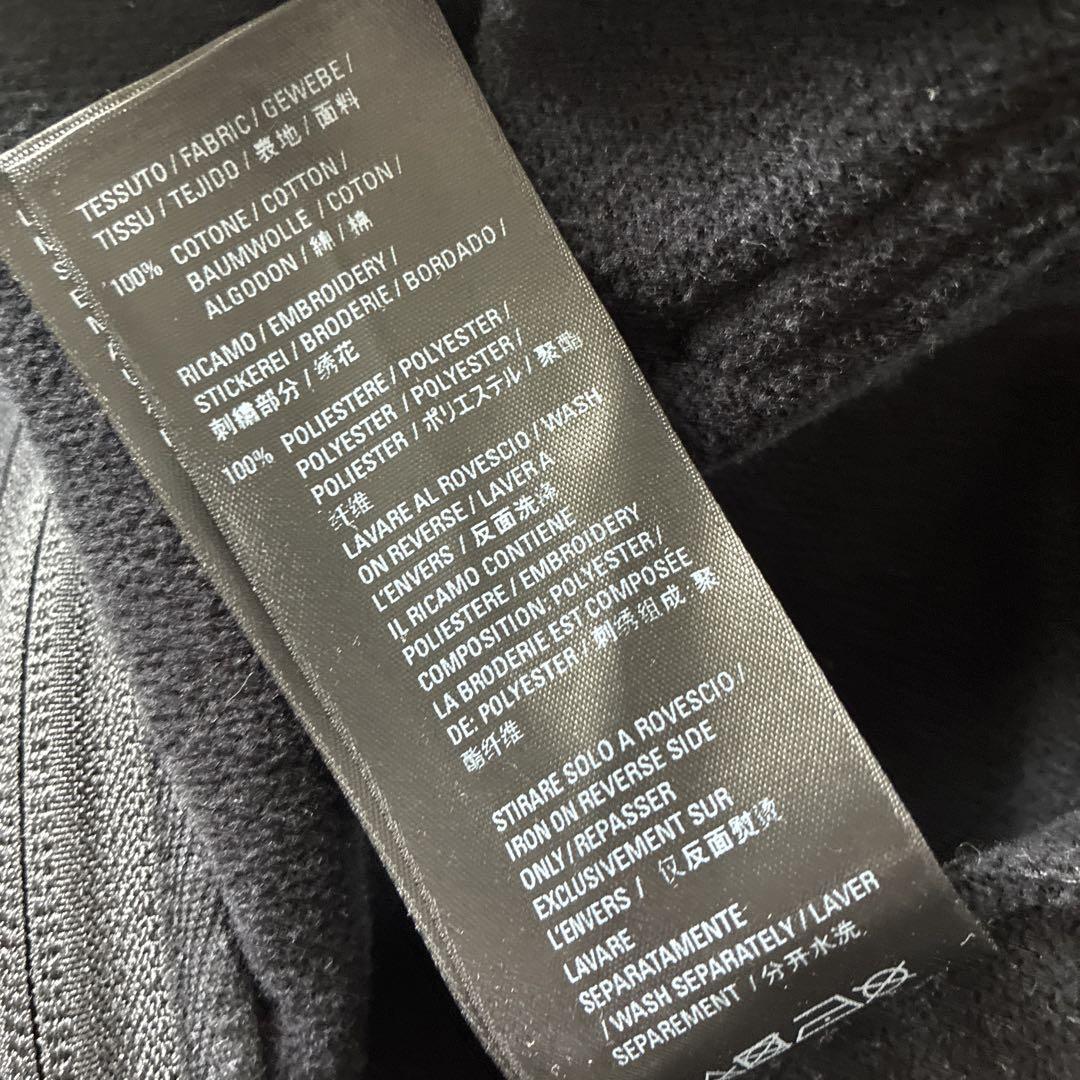 TESSUTO / FABRIC / GEWEBE /
TISSU / TEJIDO / 表地 / 面料
100% COTONE / COTTON /
BAUMWOLLE / COTON /
ALGODON / 綿 / 棉
RICAMO / EMBROIDERY /
STICKEREI / BRODERIE / BORDADO /
刺繍部分 / 绣花
100% POLIESTERE / POLYESTER /
POLYESTER / POLYESTER /
POLIESTER / ポリエステル / 聚酯
纤维
LAVARE AL ROVESCIO / WASH
ON REVERSE / LAVER A
L'ENVERS / 反面洗涤
IL RICAMO CONTIENE
POLIESTERE / EMBROIDERY
COMPOSITION: POLYESTER /
LA BRODERIE EST COMPOSÉE
DE: POLYESTER / 刺绣组成 聚
酯纤维
STIRARE SOLO A ROVESCIO /
IRON ON REVERSE SIDE
ONLY / REPASSER
EXCLUSIVEMENT SUR
L'ENVERS / 仅反面熨烫
LAVARE
SEPARATAMENTE
/ WASH SEPARATELY / LAVER
SEPAREMENT / 分开水洗